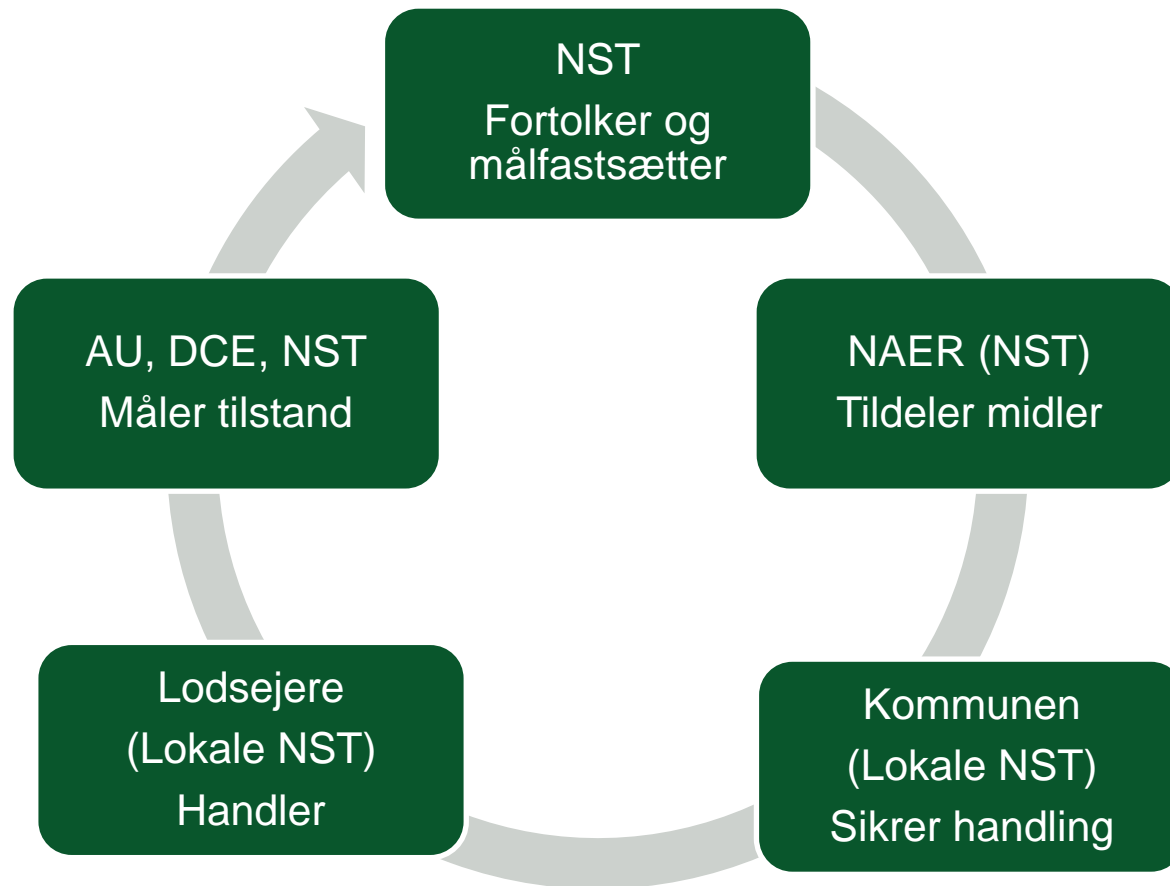 NST
Fortolker og
målfastsætter
NAER (NST)
Tildeler midler
Kommunen
(Lokale NST)
Sikrer handling
Lodsejere
(Lokale NST)
Handler
AU, DCE, NST
Måler tilstand